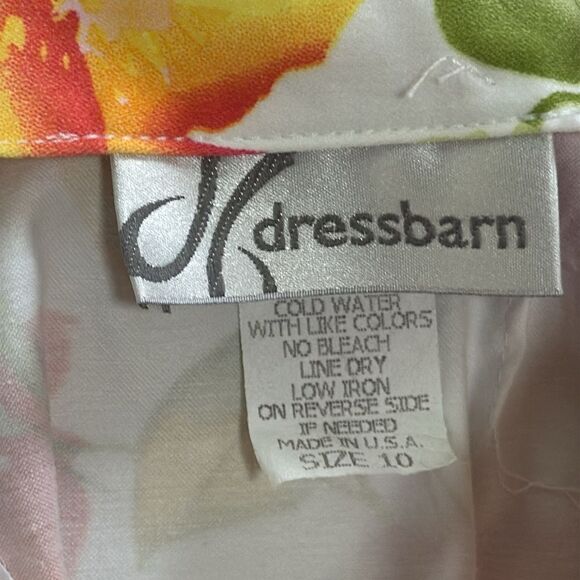 dressbarn
COLD WATER
WITH LIKE COLORS
NO BLEACH
LINE DRY
LOW IRON
ON REVERSE SIDE
IF NEEDED
MADE IN U.S.A.
SIZE 10